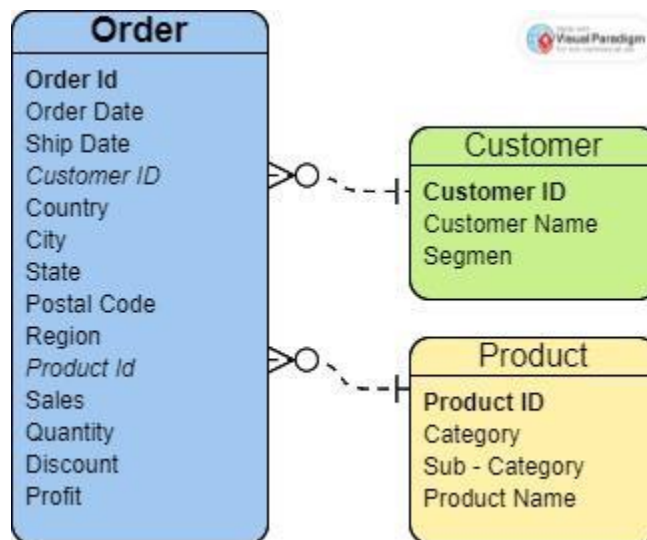 Order
Order Id
Order Date
Ship Date
Customer ID
Country
City
State
Postal Code
Region
Product Id
Sales
Quantity
Discount
Profit
Visual Paradigm
Customer
Customer ID
Customer Name
Segmen
Product
Product ID
Category
Sub - Category
Product Name